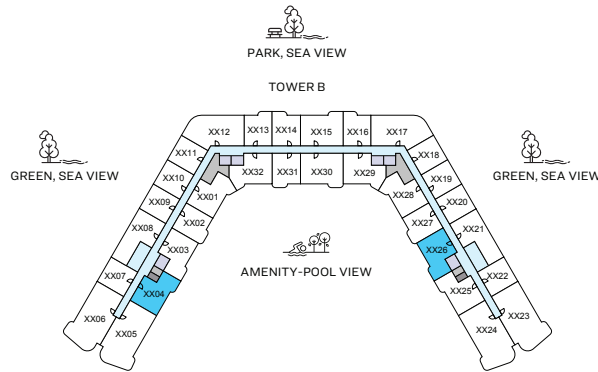 PARK, SEA VIEW
TOWER B
XX12
XX13
XX14
XX15
XX16
XX17
XX11
XX18
XX10
XX32
XX31
XX30
XX29
XX19
XX09
XX01
XX28
XX20
XX08
XX02
XX27
XX21
XX07
XX03
XX26
XX22
XX04
XX25
XX06
XX05
XX24
XX23
GREEN, SEA VIEW
GREEN, SEA VIEW
AMENITY-POOL VIEW